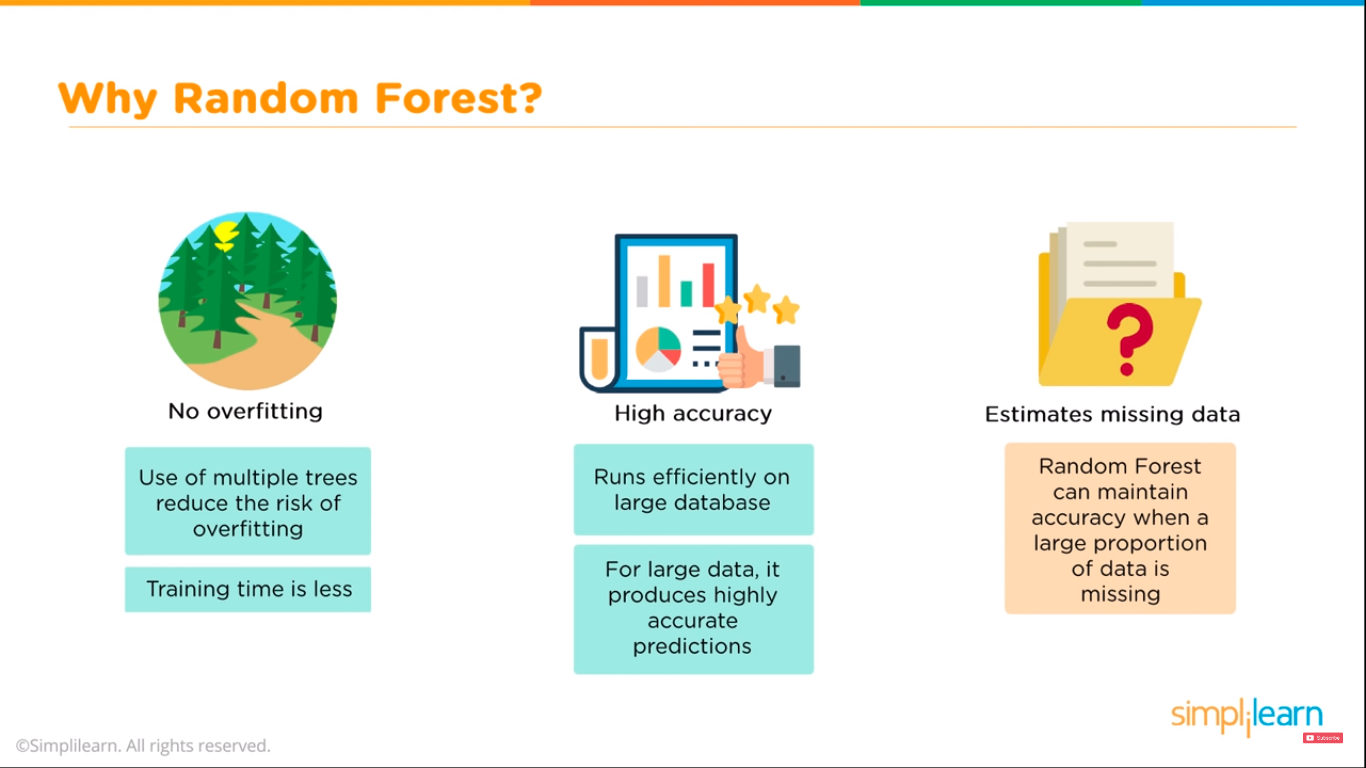 Why Random Forest?
No overfitting
Use of multiple trees
reduce the risk of
overfitting
Training time is less
High accuracy
Runs efficiently on
large database
For large data, it
produces highly
accurate
predictions
Estimates missing data
Random Forest
can maintain
accuracy when a
large proportion
of data is
missing
simplilearn
Subscribe
©Simplilearn. All rights reserved.